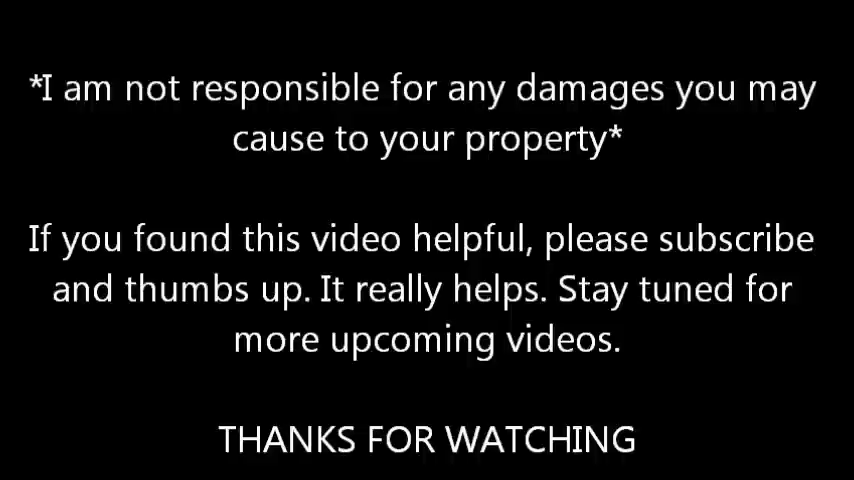 *I am not responsible for any damages you may
cause to your property*
If you found this video helpful, please subscribe
and thumbs up. It really helps. Stay tuned for
more upcoming videos.
THANKS FOR WATCHING